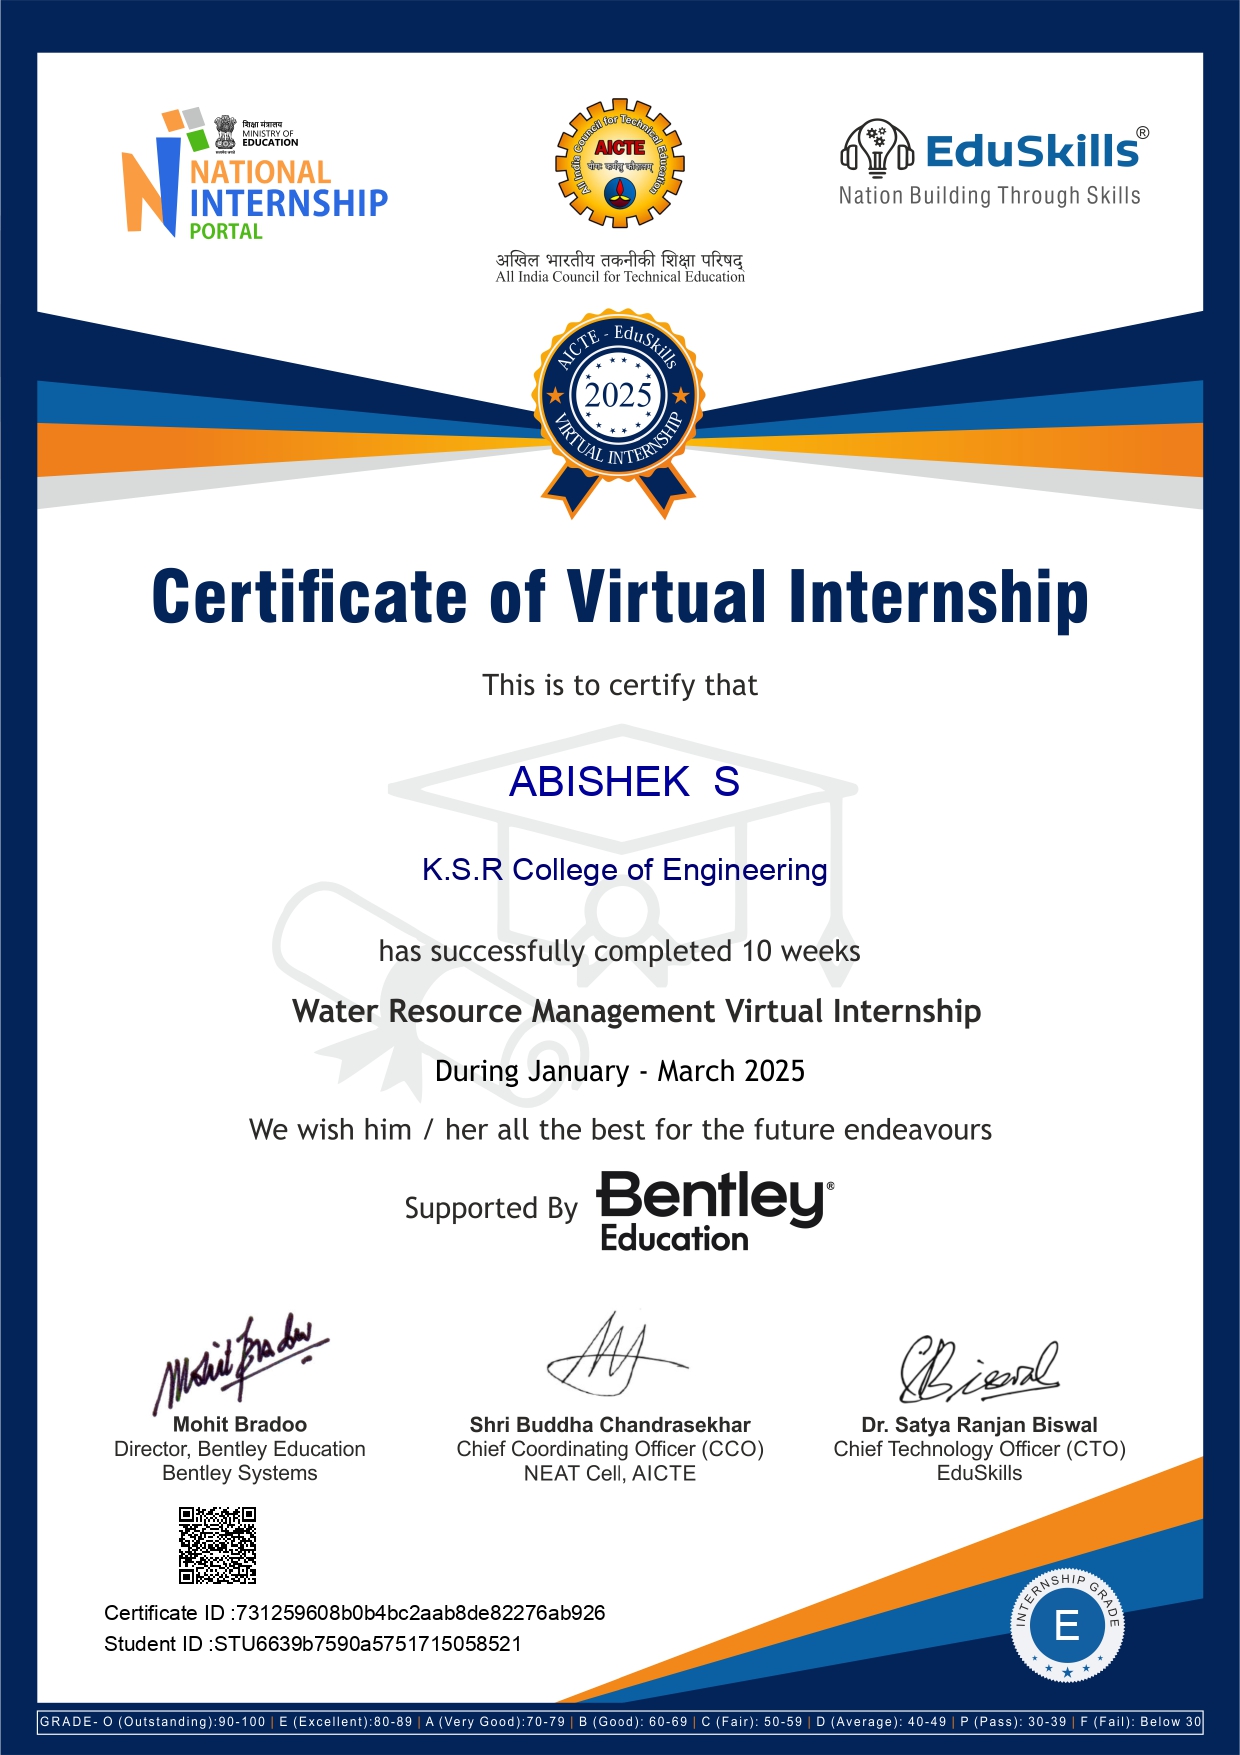 शिक्षा मंत्रालय
MINISTRY OF
EDUCATION
NATIONAL
INTERNSHIP
PORTAL
All India Council for Technical Education
AICTE
योगः कर्मसु कौशलम्
अखिल भारतीय तकनीकी शिक्षा परिषद्
All India Council for Technical Education
EduSkills®
Nation Building Through Skills
AICTE - EduSkills
2025
VIRTUAL INTERNSHIP
Certificate of Virtual Internship
This is to certify that
ABISHEK S
K.S.R College of Engineering
has successfully completed 10 weeks
Water Resource Management Virtual Internship
During January - March 2025
We wish him / her all the best for the future endeavours
Supported By Bentley®
Education
Mohit Bradoo
Director, Bentley Education
Bentley Systems
Shri Buddha Chandrasekhar
Chief Coordinating Officer (CCO)
NEAT Cell, AICTE
Dr. Satya Ranjan Biswal
Chief Technology Officer (CTO)
EduSkills
Certificate ID :731259608b0b4bc2aab8de82276ab926
Student ID :STU6639b7590a5751715058521
INTERNSHIP GRADE
E
GRADE- O (Outstanding):90-100 | E (Excellent):80-89 | A (Very Good):70-79 | B (Good): 60-69 | C (Fair): 50-59 | D (Average): 40-49 | P (Pass): 30-39 | F (Fail): Below 30